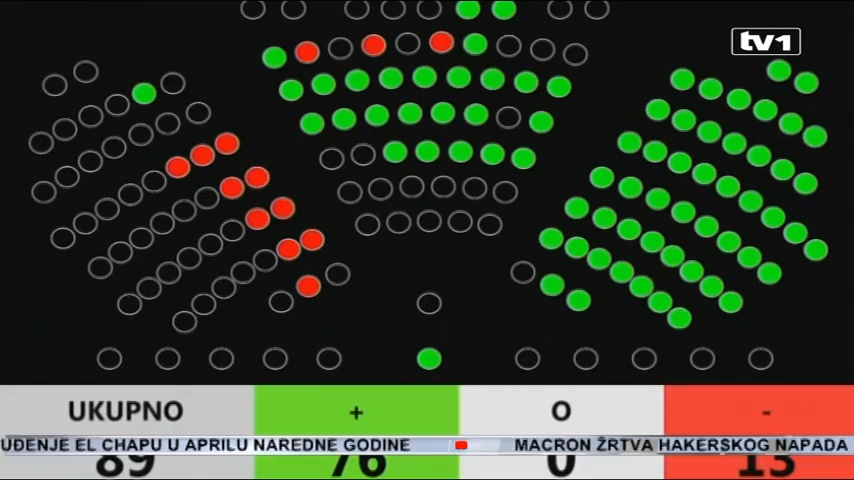 tv1
UKUPNO + O -
UĐENJE EL CHAPU U APRILU NAREDNE GODINE MACRON ŽRTVA HAKERSKOG NAPADA
89 76 0 13